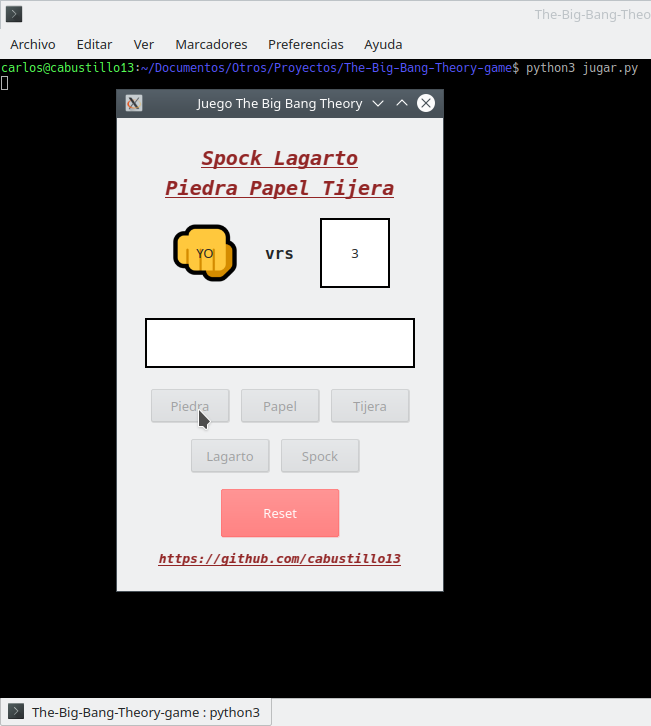 The-Big-Bang-Theo
Archivo Editar Ver Marcadores Preferencias Ayuda
carlos@cabustillo13:~/Documentos/Otros/Proyectos/The-Big-Bang-Theory-game$ python3 jugar.py
Juego The Big Bang Theory
Spock Lagarto
Piedra Papel Tijera
YO vrs 3
Piedra Papel Tijera
Lagarto Spock
Reset
https://github.com/cabustillo13
The-Big-Bang-Theory-game : python3